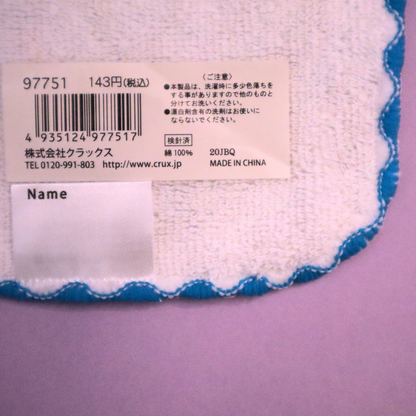 97751 143円(税込)
4 935124 977517
株式会社クラックス
TEL 0120-991-803 http://www.crux.jp
〈ご注意〉
●本製品は、洗濯時に多少色落ちを
する事がありますので他のものと
分けてお洗いください。
●漂白剤含有の洗剤はお使いに
ならないでください。
検針済
綿 100% 20JBQ
MADE IN CHINA
Name